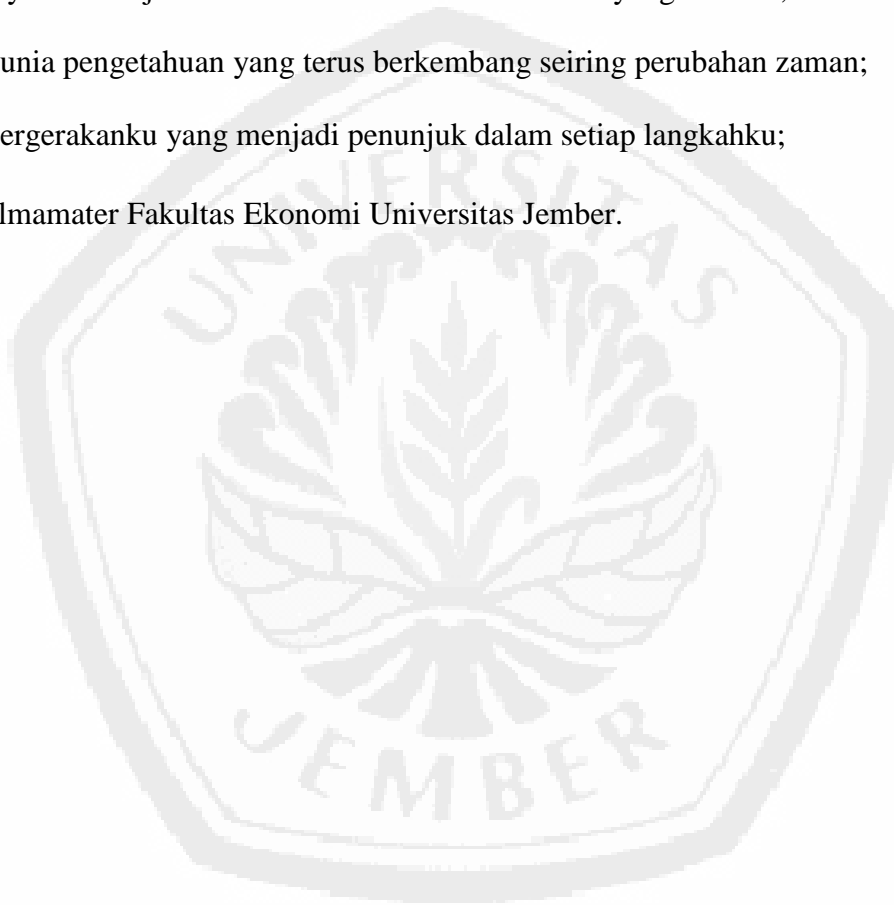 unia pengetahuan yang terus berkembang seiring perubahan zaman;
ergerakanku yang menjadi penunjuk dalam setiap langkahku;
lmamater Fakultas Ekonomi Universitas Jember.
UNIVERSITAS
JEMBER